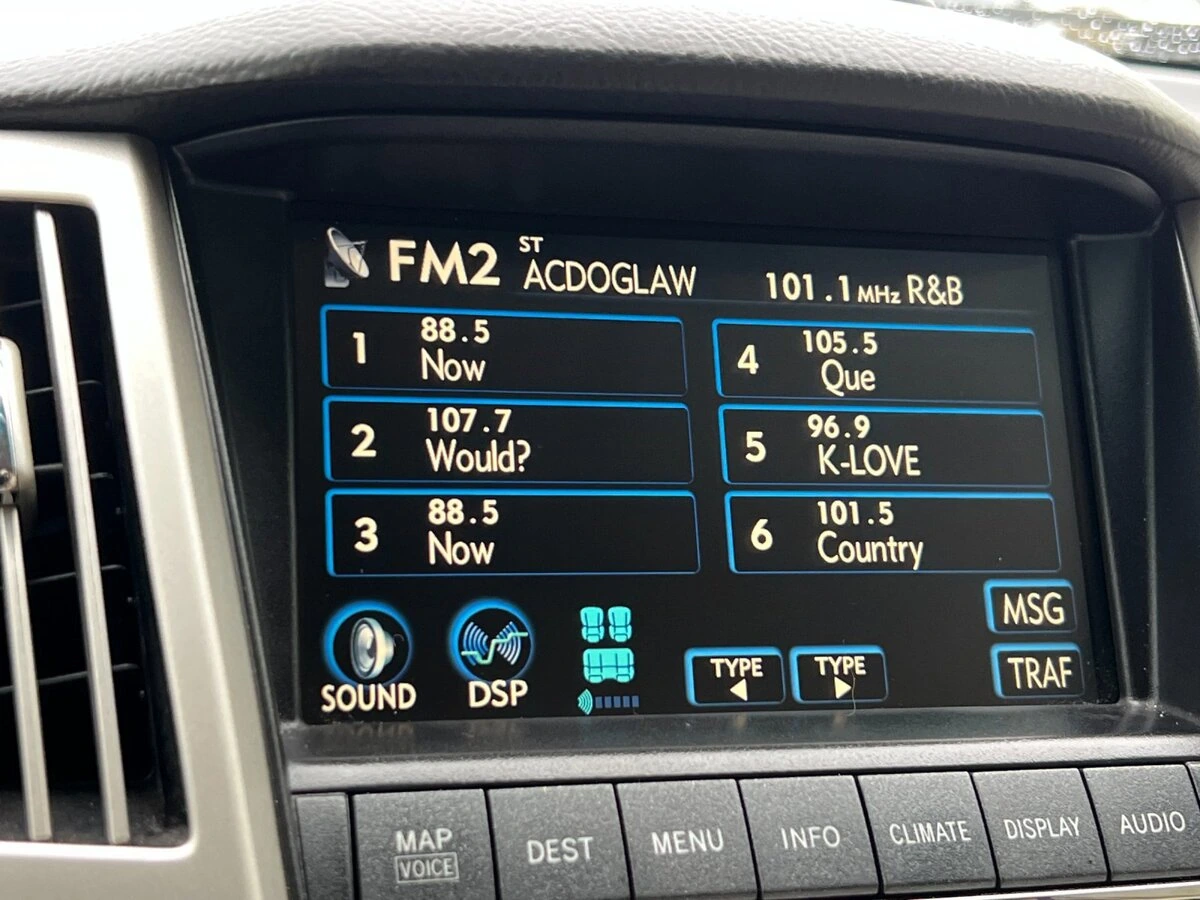 FM2 ST ACDOGLAW 101.1 MHz R&B
1 88.5
Now
4 105.5
Que
2 107.7
Would?
5 96.9
K-LOVE
3 88.5
Now
6 101.5
Country
MSG
SOUND
DSP
TYPE
TYPE
TRAF
MAP
VOICE
DEST
MENU
INFO
CLIMATE
DISPLAY
AUDIO